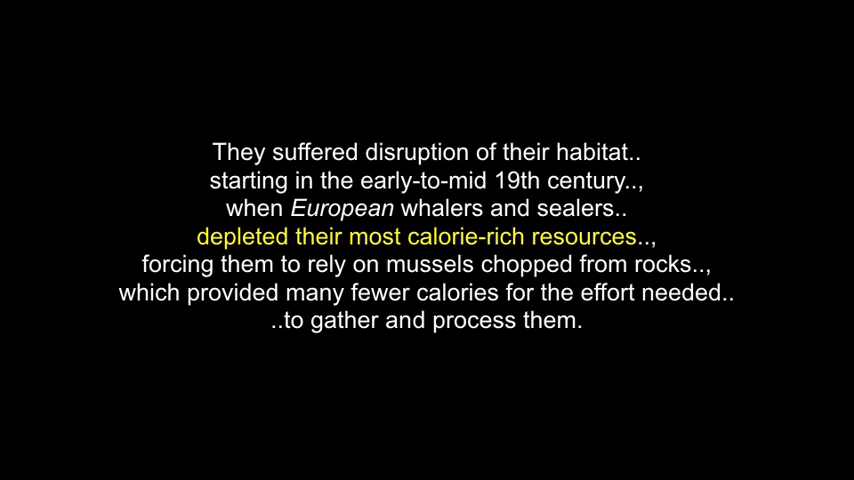 They suffered disruption of their habitat..
starting in the early-to-mid 19th century..,
when European whalers and sealers..
depleted their most calorie-rich resources..,
forcing them to rely on mussels chopped from rocks..,
which provided many fewer calories for the effort needed..
..to gather and process them.